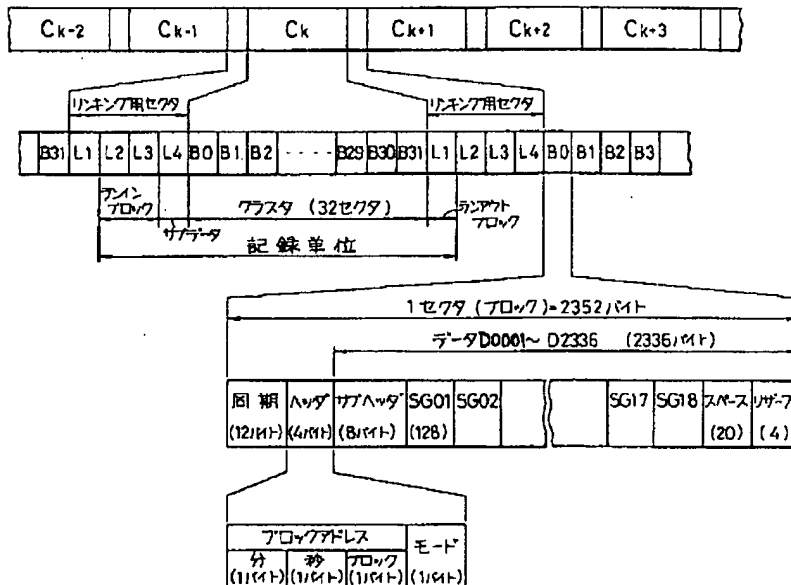 Ck-2 Ck-1 Ck Ck+1 Ck+2 Ck+3
リンキング用セクタ リンキング用セクタ
B31 L1 L2 L3 L4 B0 B1 B2 ---- B29 B30 B31 L1 L2 L3 L4 B0 B1 B2 B3
ランイン
ブロック
クラスタ (32セクタ)
ランアウト
ブロック
サブデータ
記録単位
1セクタ (ブロック)=2352バイト
データD0001〜D2336 (2336バイト)
同期 ヘッダ サブヘッダ SG01 SG02 SG17 SG18 スペース リザーブ
(12バイト) (4バイト) (8バイト) (128) (20) (4)
ブロックアドレス モード
分 秒 ブロック
(1バイト) (1バイト) (1バイト) (1バイト)